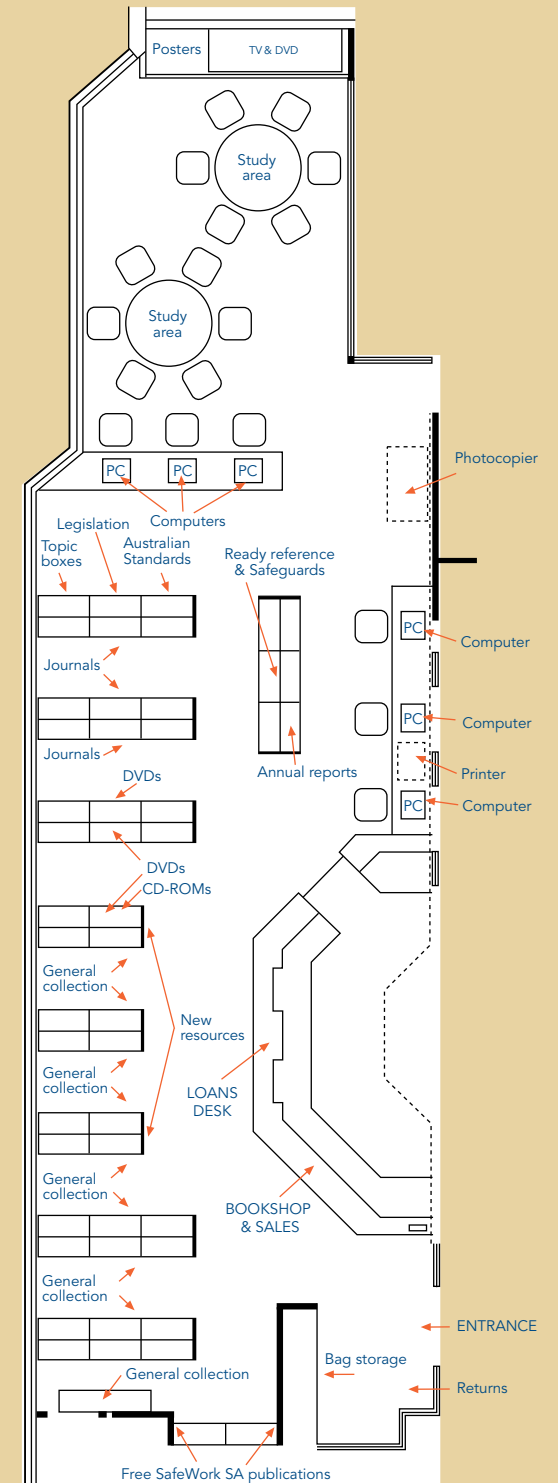 Posters
TV & DVD
Study
area
Study
area
Photocopier
PC
PC
PC
Computers
Legislation
Topic
boxes
Australian
Standards
Ready reference
& Safeguards
PC
Computer
Journals
PC
Computer
Journals
Annual reports
Printer
DVDs
PC
Computer
DVDs
CD-ROMs
General
collection
New
resources
General
collection
LOANS
DESK
General
collection
BOOKSHOP
& SALES
General
collection
ENTRANCE
Bag storage
General collection
Returns
Free SafeWork SA publications